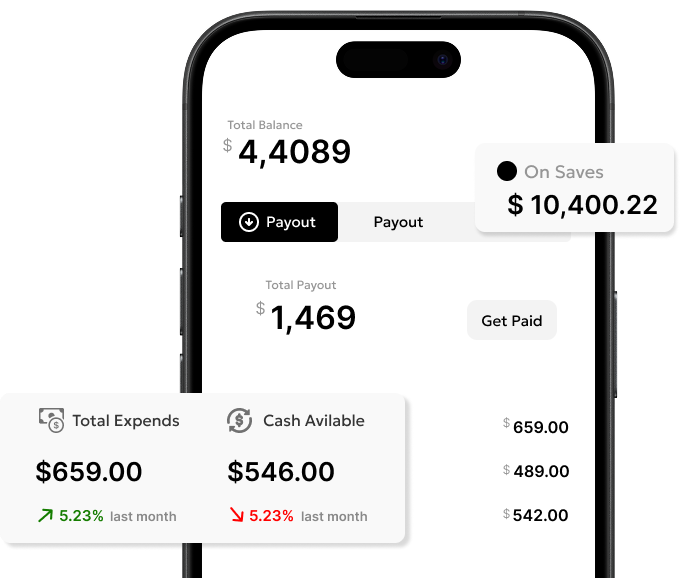 Total Balance
$ 4,4089
On Saves
$ 10,400.22
Payout Payout
Total Payout
$ 1,469
Get Paid
Total Expends Cash Avilable
$659.00 $546.00
5.23% last month 5.23% last month
$ 659.00
$ 489.00
$ 542.00